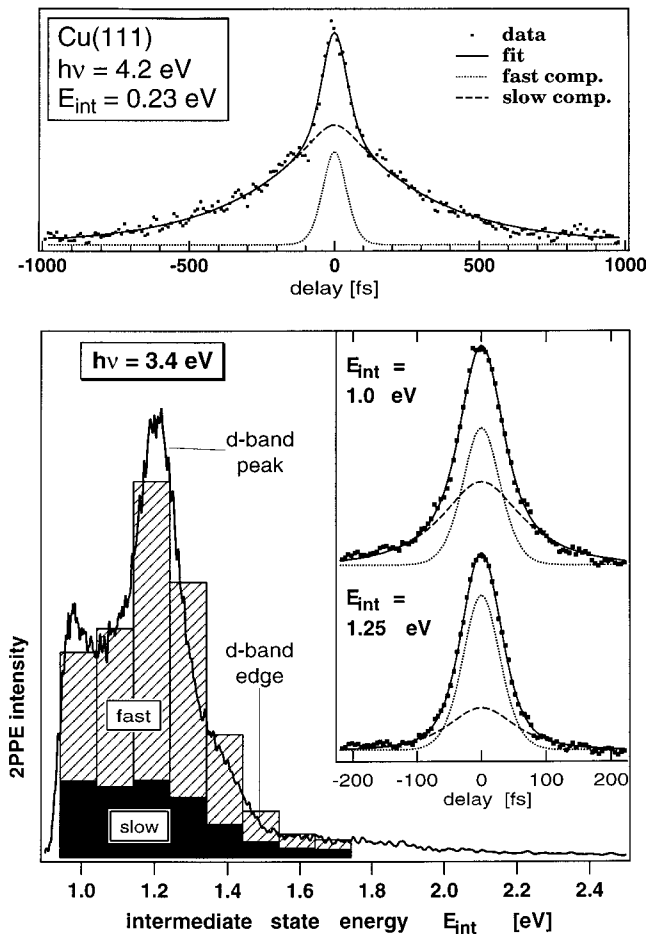 Cu(111)
hν = 4.2 eV
E_int = 0.23 eV
data
fit
fast comp.
slow comp.
-1000 -500 0 500 1000
delay [fs]
hν = 3.4 eV
d-band
peak
d-band
edge
fast
slow
2PPE intensity
E_int =
1.0 eV
E_int =
1.25 eV
-200 -100 0 100 200
delay [fs]
1.0 1.2 1.4 1.6 1.8 2.0 2.2 2.4
intermediate state energy E_int [eV]